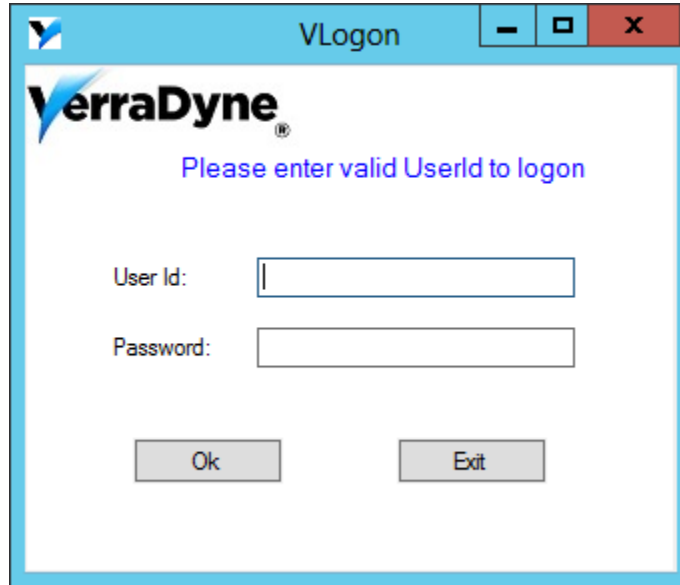 VLogon
VerraDyne®
Please enter valid UserId to logon
User Id:
Password:
Ok
Exit